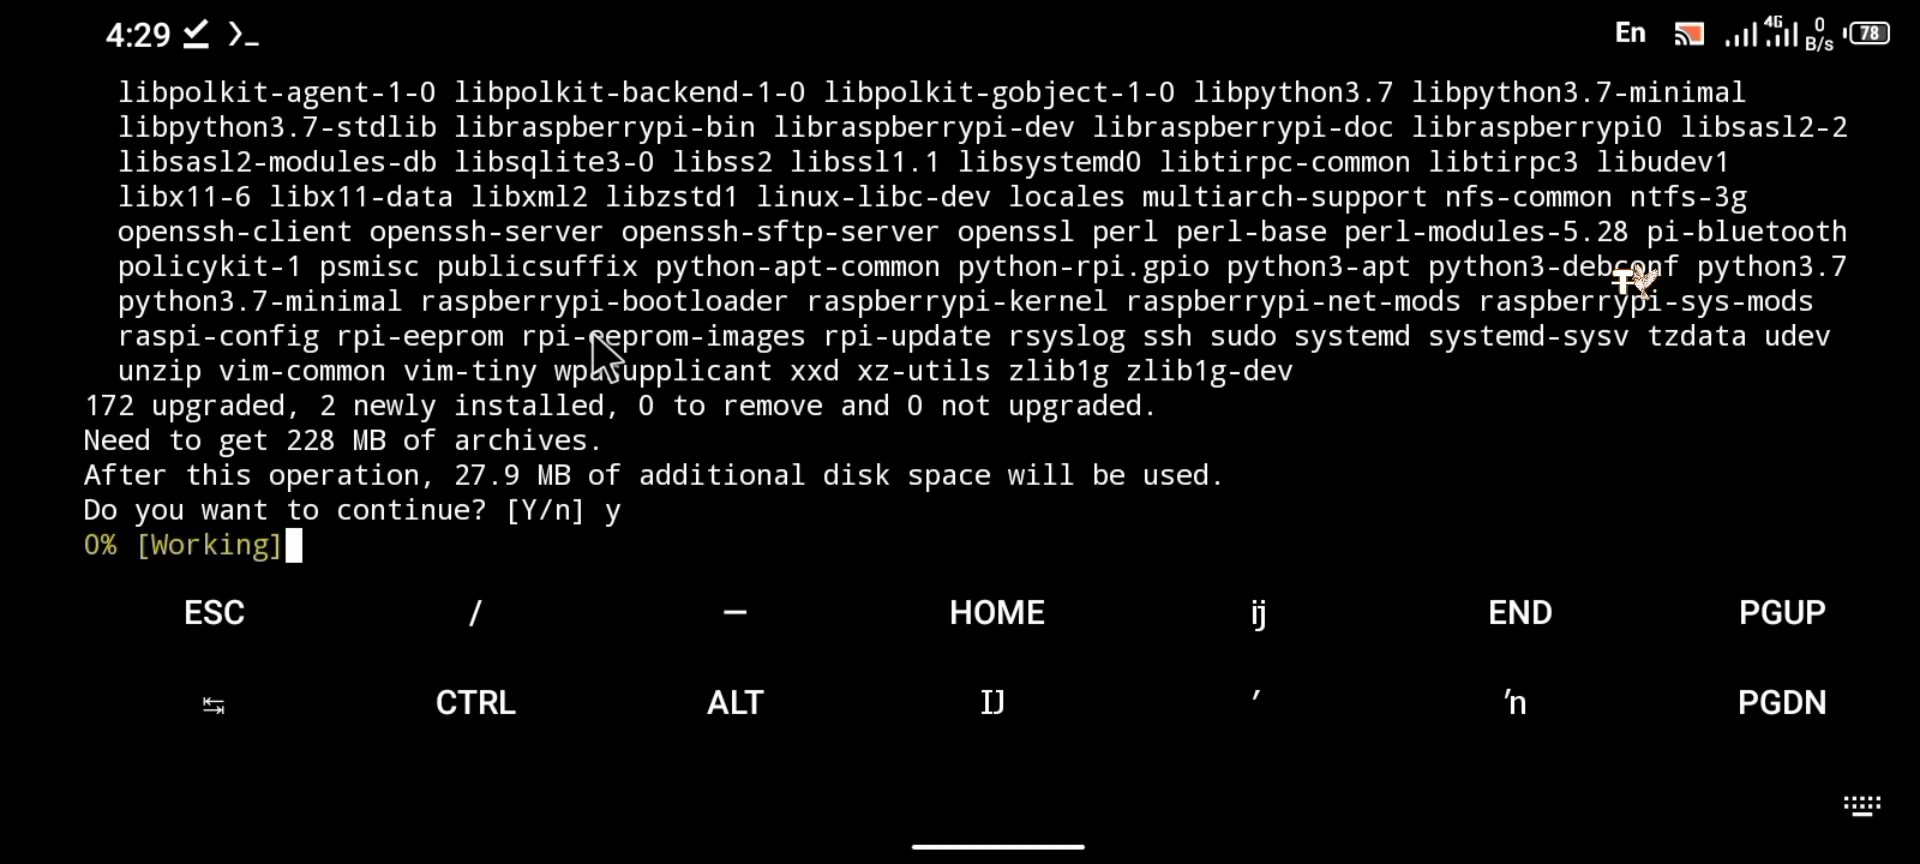 4:29
En 4G 0 B/s 78
libpolkit-agent-1-0 libpolkit-backend-1-0 libpolkit-gobject-1-0 libpython3.7 libpython3.7-minimal
libpython3.7-stdlib libraspberrypi-bin libraspberrypi-dev libraspberrypi-doc libraspberrypi0 libsasl2-2
libsasl2-modules-db libsqlite3-0 libss2 libssl1.1 libsystemd0 libtirpc-common libtirpc3 libudev1
libx11-6 libx11-data libxml2 libzstd1 linux-libc-dev locales multiarch-support nfs-common ntfs-3g
openssh-client openssh-server openssh-sftp-server openssl perl perl-base perl-modules-5.28 pi-bluetooth
policykit-1 psmisc publicsuffix python-apt-common python-rpi.gpio python3-apt python3-debconf python3.7
python3.7-minimal raspberrypi-bootloader raspberrypi-kernel raspberrypi-net-mods raspberrypi-sys-mods
raspi-config rpi-eeprom rpi-eeprom-images rpi-update rsyslog ssh sudo systemd systemd-sysv tzdata udev
unzip vim-common vim-tiny wpasupplicant xxd xz-utils zlib1g zlib1g-dev
172 upgraded, 2 newly installed, 0 to remove and 0 not upgraded.
Need to get 228 MB of archives.
After this operation, 27.9 MB of additional disk space will be used.
Do you want to continue? [Y/n] y
0% [Working]
ESC / — HOME ĳ END PGUP
↹ CTRL ALT Ĳ ′ ŉ PGDN